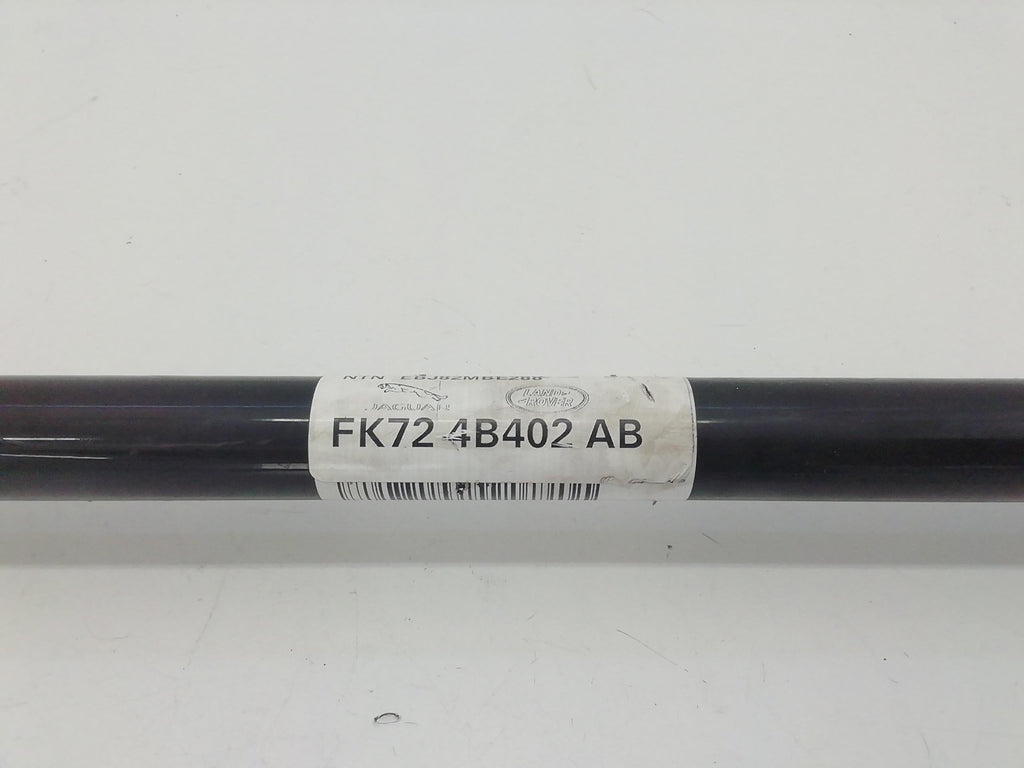 NTN
JAGUAR
LAND-
ROVER
FK72 4B402 AB